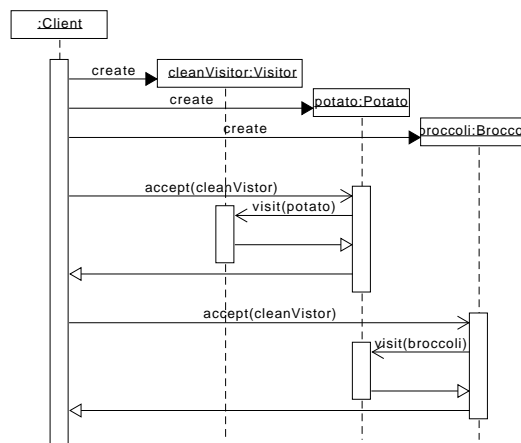 :Client
create
cleanVisitor:Visitor
create
potato:Potato
create
broccoli:Brocco
accept(cleanVistor)
visit(potato)
accept(cleanVistor)
visit(broccoli)